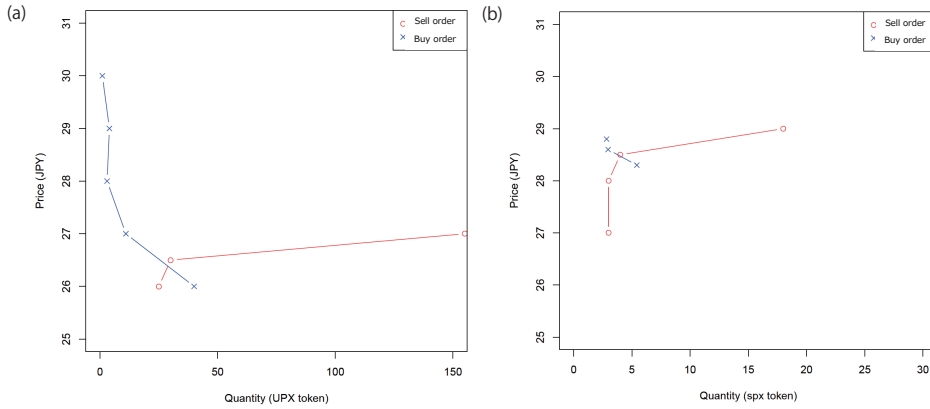 (a)
Sell order
Buy order
31
30
29
28
27
26
25
Price (JPY)
0
50
100
150
Quantity (UPX token)
(b)
Sell order
Buy order
31
30
29
28
27
26
25
Price (JPY)
0
5
10
15
20
25
30
Quantity (spx token)